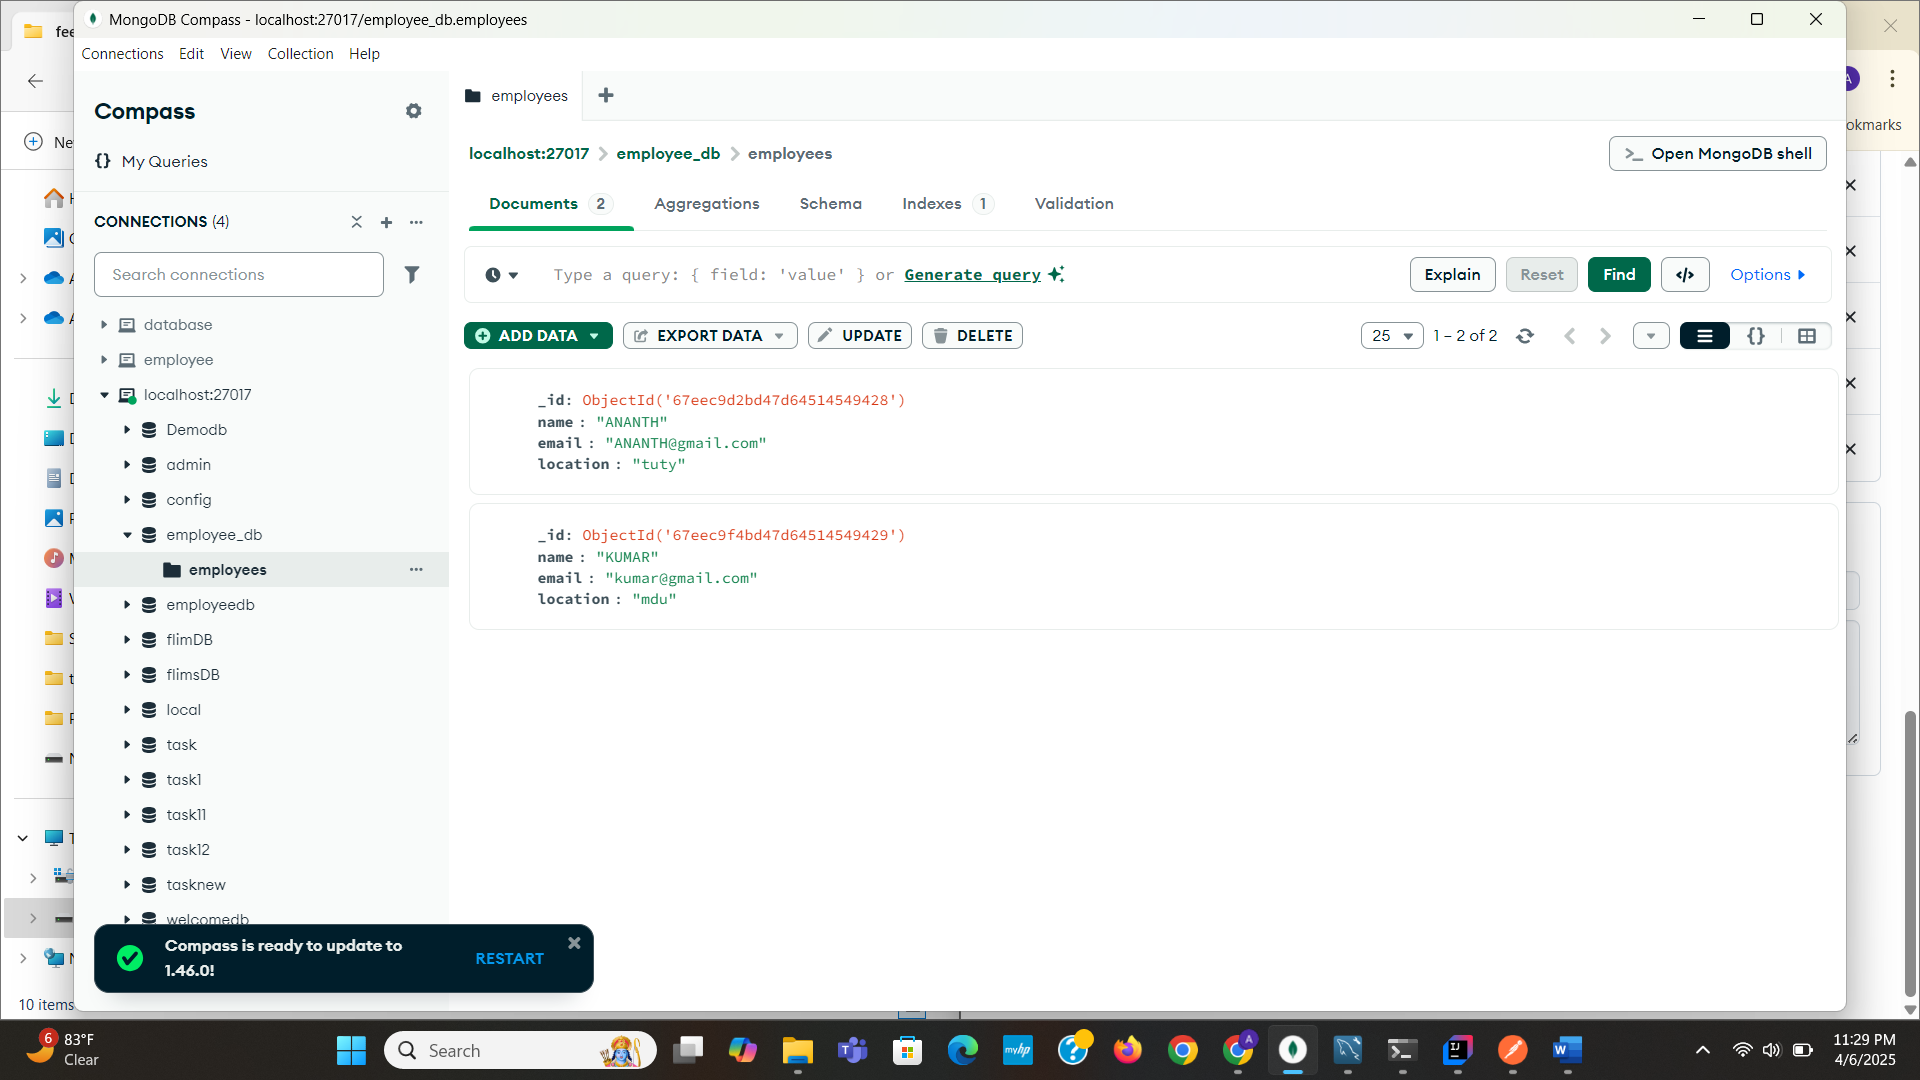 MongoDB Compass - localhost:27017/employee_db.employees
Connections Edit View Collection Help
Compass
My Queries
CONNECTIONS (4)
Search connections
database
employee
localhost:27017
Demodb
admin
config
employee_db
employees
employeedb
flimDB
flimsDB
local
task
task1
task11
task12
tasknew
welcomedb
Compass is ready to update to
1.46.0!
RESTART
employees
localhost:27017 > employee_db > employees
>_ Open MongoDB shell
Documents 2 Aggregations Schema Indexes 1 Validation
Type a query: { field: 'value' } or Generate query
Explain Reset Find </> Options
ADD DATA EXPORT DATA UPDATE DELETE
25 1 – 2 of 2 {}
_id: ObjectId('67eec9d2bd47d64514549428')
name : "ANANTH"
email : "ANANTH@gmail.com"
location : "tuty"
_id: ObjectId('67eec9f4bd47d64514549429')
name : "KUMAR"
email : "kumar@gmail.com"
location : "mdu"
10 items
okmarks
6
83°F
Clear
Search
myhp
11:29 PM
4/6/2025